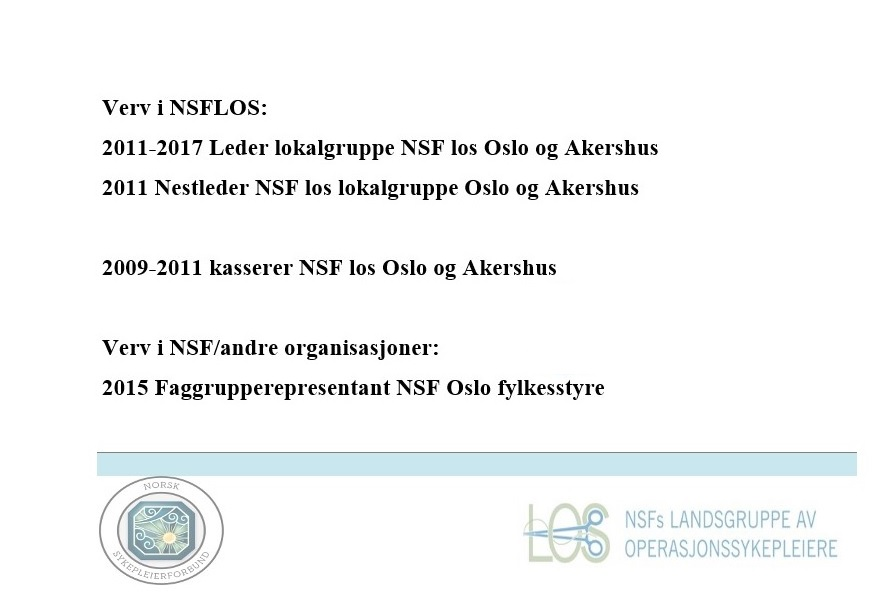 Verv i NSFLOS:
2011-2017 Leder lokalgruppe NSF los Oslo og Akershus
2011 Nestleder NSF los lokalgruppe Oslo og Akershus
2009-2011 kasserer NSF los Oslo og Akershus
Verv i NSF/andre organisasjoner:
2015 Faggrupperepresentant NSF Oslo fylkesstyre
NORSK
SYKEPLEIERFORBUND
LOS
NSFs LANDSGRUPPE AV
OPERASJONSSYKEPLEIERE